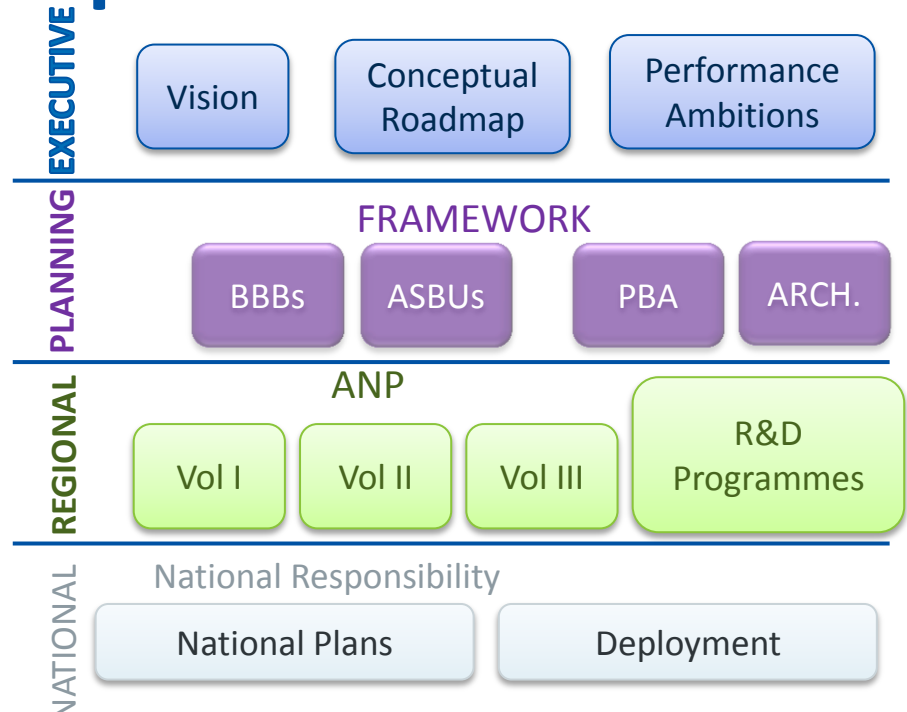 EXECUTIVE
Vision
Conceptual
Roadmap
Performance
Ambitions
PLANNING
FRAMEWORK
BBBs
ASBUs
PBA
ARCH.
REGIONAL
ANP
Vol I
Vol II
Vol III
R&D
Programmes
NATIONAL
National Responsibility
National Plans
Deployment